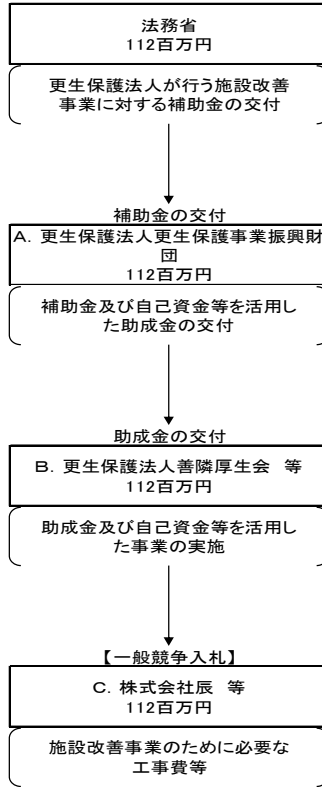 法務省
112百万円
更生保護法人が行う施設改善
事業に対する補助金の交付
補助金の交付
A．更生保護法人更生保護事業振興財
団
112百万円
補助金及び自己資金等を活用し
た助成金の交付
助成金の交付
B．更生保護法人善隣厚生会　等
112百万円
助成金及び自己資金等を活用し
た事業の実施
【一般競争入札】
C．株式会社辰　等
112百万円
施設改善事業のために必要な
工事費等